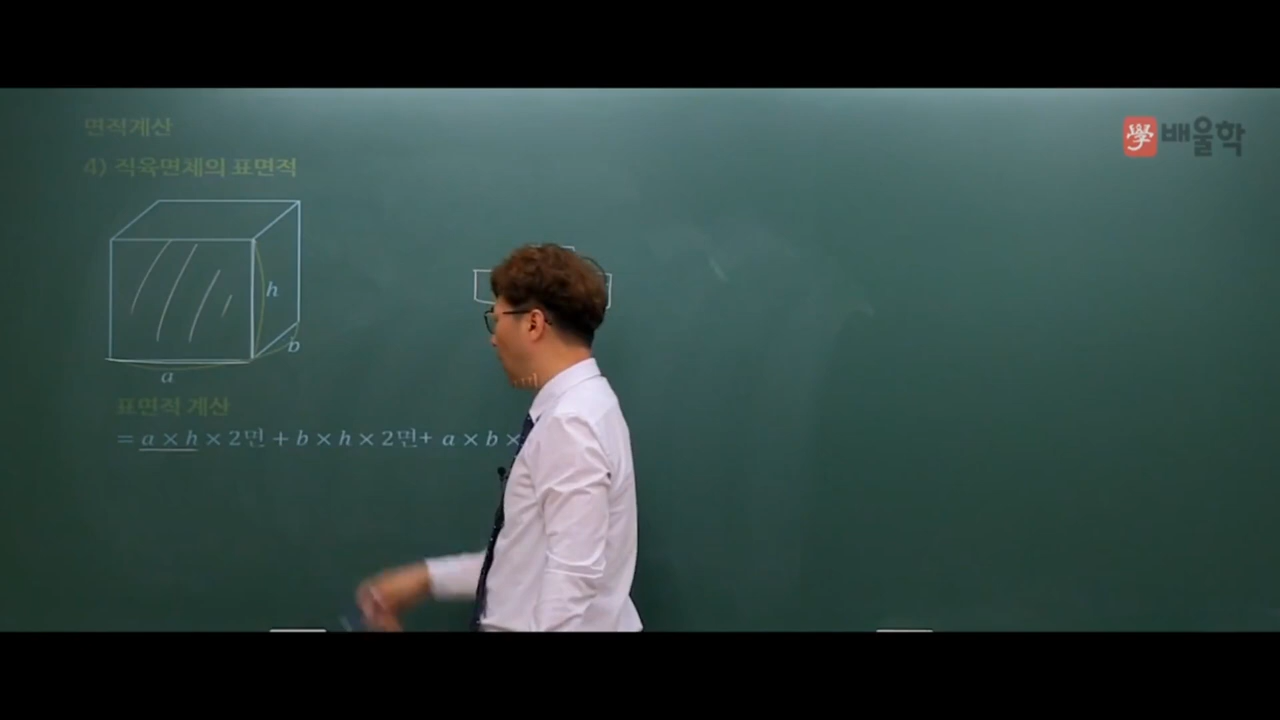 면적계산
學 배울학
4) 직육면체의 표면적
h
b
a
표면적 계산
= a × h × 2면 + b × h × 2면+ a × b ×